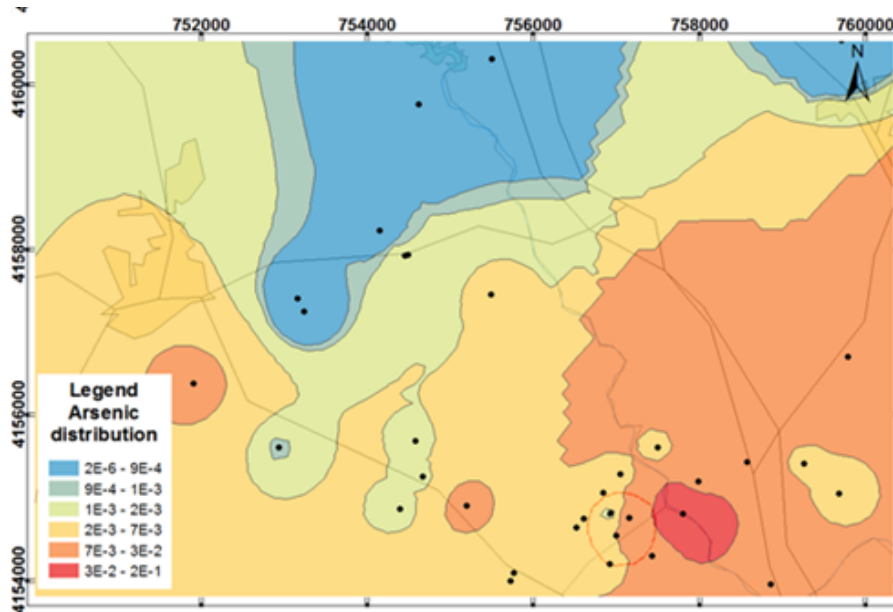 752000 754000 756000 758000 760000
N
4160000
4158000
4156000
4154000
Legend
Arsenic
distribution
2E-6 - 9E-4
9E-4 - 1E-3
1E-3 - 2E-3
2E-3 - 7E-3
7E-3 - 3E-2
3E-2 - 2E-1